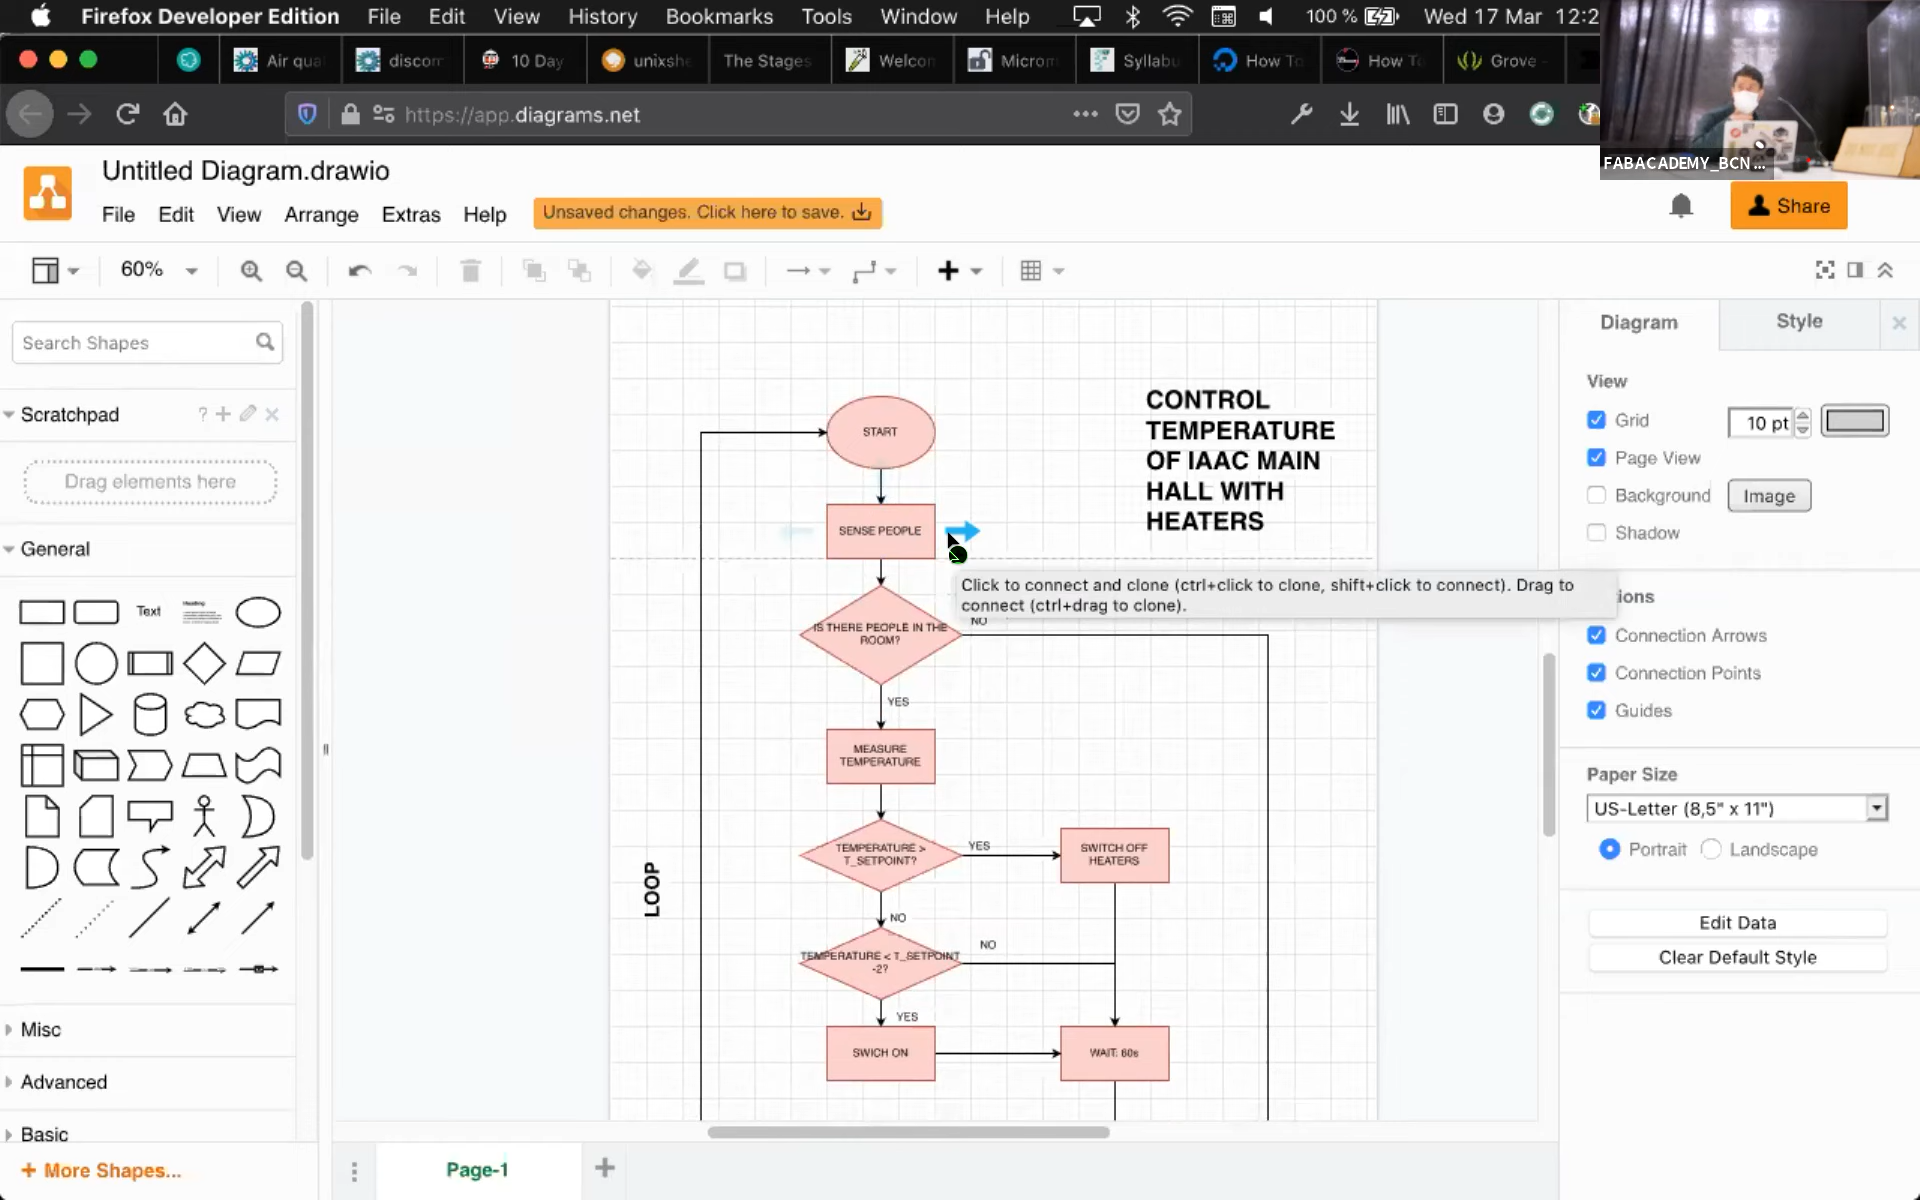 Firefox Developer Edition File Edit View History Bookmarks Tools Window Help 100 % Wed 17 Mar 12:2
Air qua discom 10 Day unixshe The Stages Welcon Microm Syllabu How To How To Grove -
https://app.diagrams.net
FABACADEMY_BCN ...
Untitled Diagram.drawio
File Edit View Arrange Extras Help Unsaved changes. Click here to save.
Share
60%
Search Shapes
Scratchpad
?
Drag elements here
General
Text
Heading
Misc
Advanced
Basic
+ More Shapes...
START
SENSE PEOPLE
CONTROL
TEMPERATURE
OF IAAC MAIN
HALL WITH
HEATERS
Click to connect and clone (ctrl+click to clone, shift+click to connect). Drag to
connect (ctrl+drag to clone).
IS THERE PEOPLE IN THE
ROOM?
NO
YES
MEASURE
TEMPERATURE
TEMPERATURE >
T_SETPOINT?
YES
SWITCH OFF
HEATERS
LOOP
NO
TEMPERATURE < T_SETPOINT
-2?
NO
YES
SWICH ON
WAIT: 60s
Page-1
Diagram Style
View
Grid 10 pt
Page View
Background Image
Shadow
ions
Connection Arrows
Connection Points
Guides
Paper Size
US-Letter (8,5" x 11")
Portrait Landscape
Edit Data
Clear Default Style